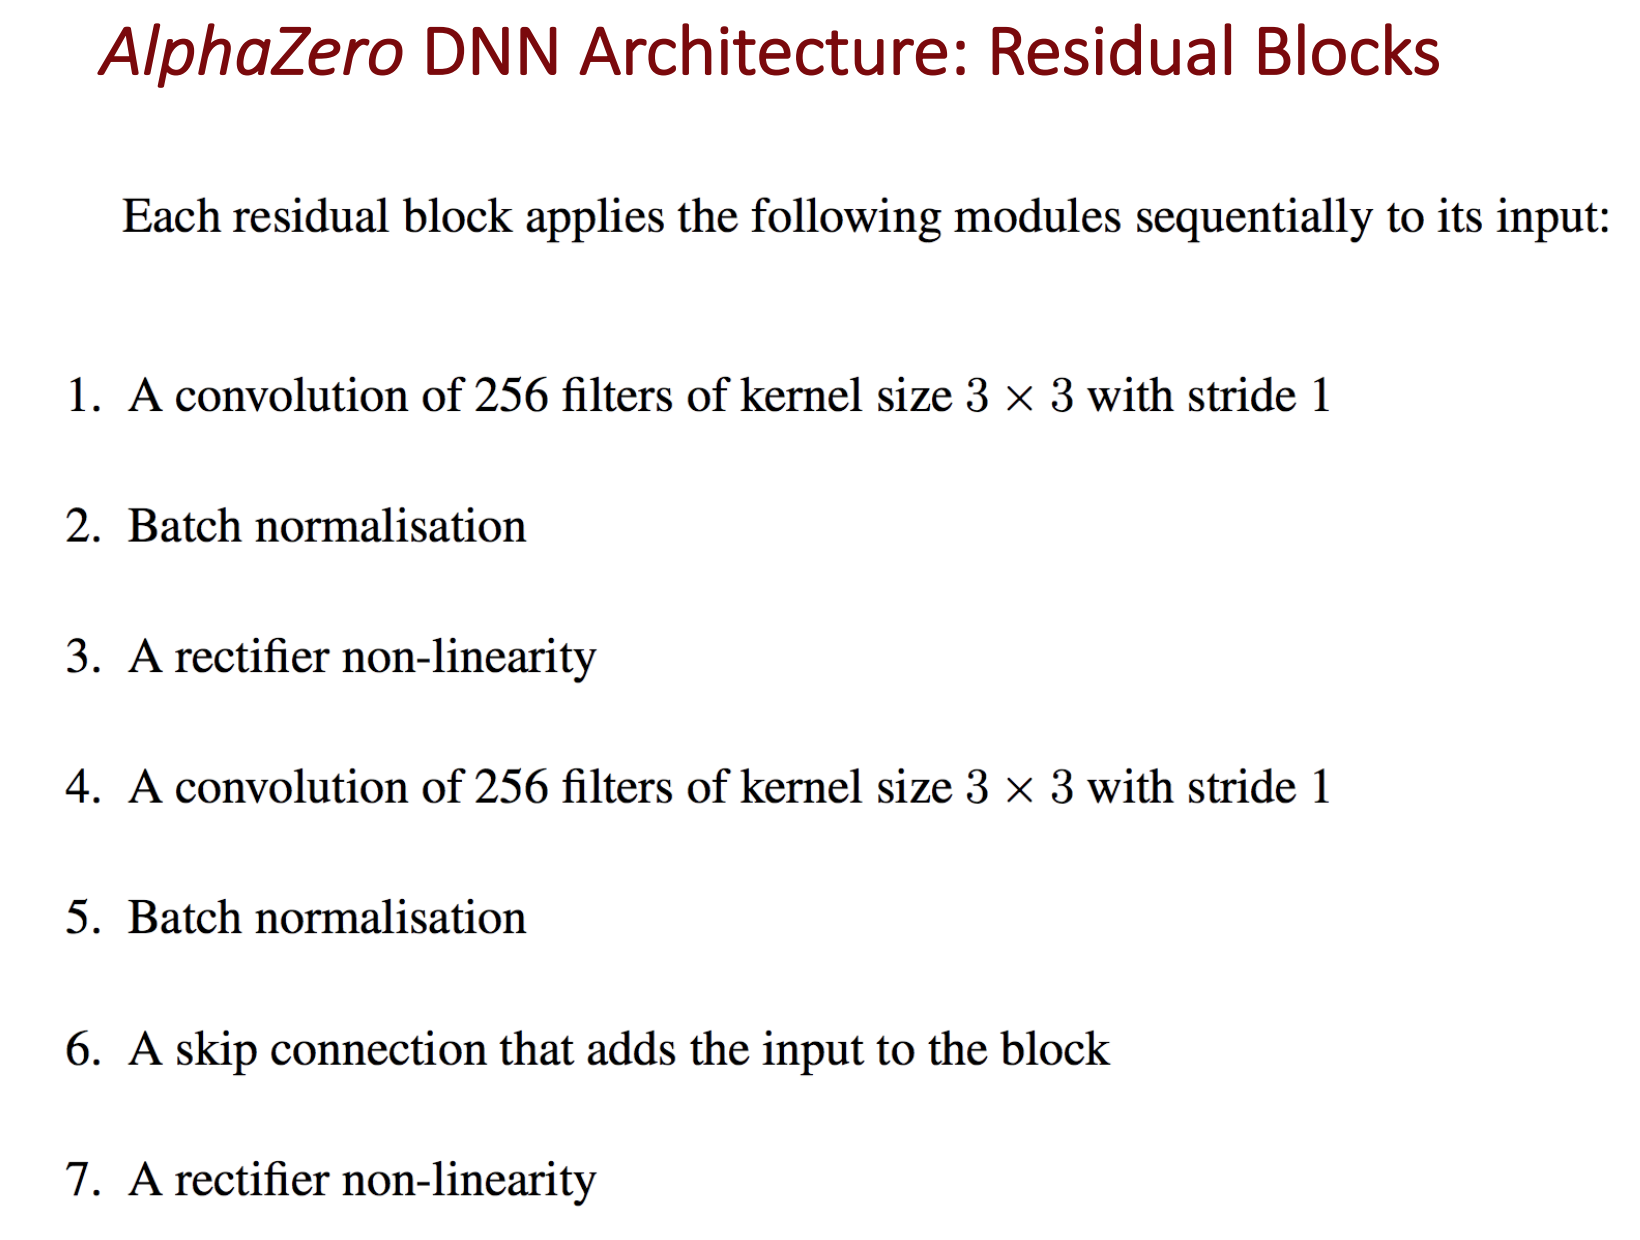 AlphaZero DNN Architecture: Residual Blocks
Each residual block applies the following modules sequentially to its input:
1. A convolution of 256 filters of kernel size 3 × 3 with stride 1
2. Batch normalisation
3. A rectifier non-linearity
4. A convolution of 256 filters of kernel size 3 × 3 with stride 1
5. Batch normalisation
6. A skip connection that adds the input to the block
7. A rectifier non-linearity